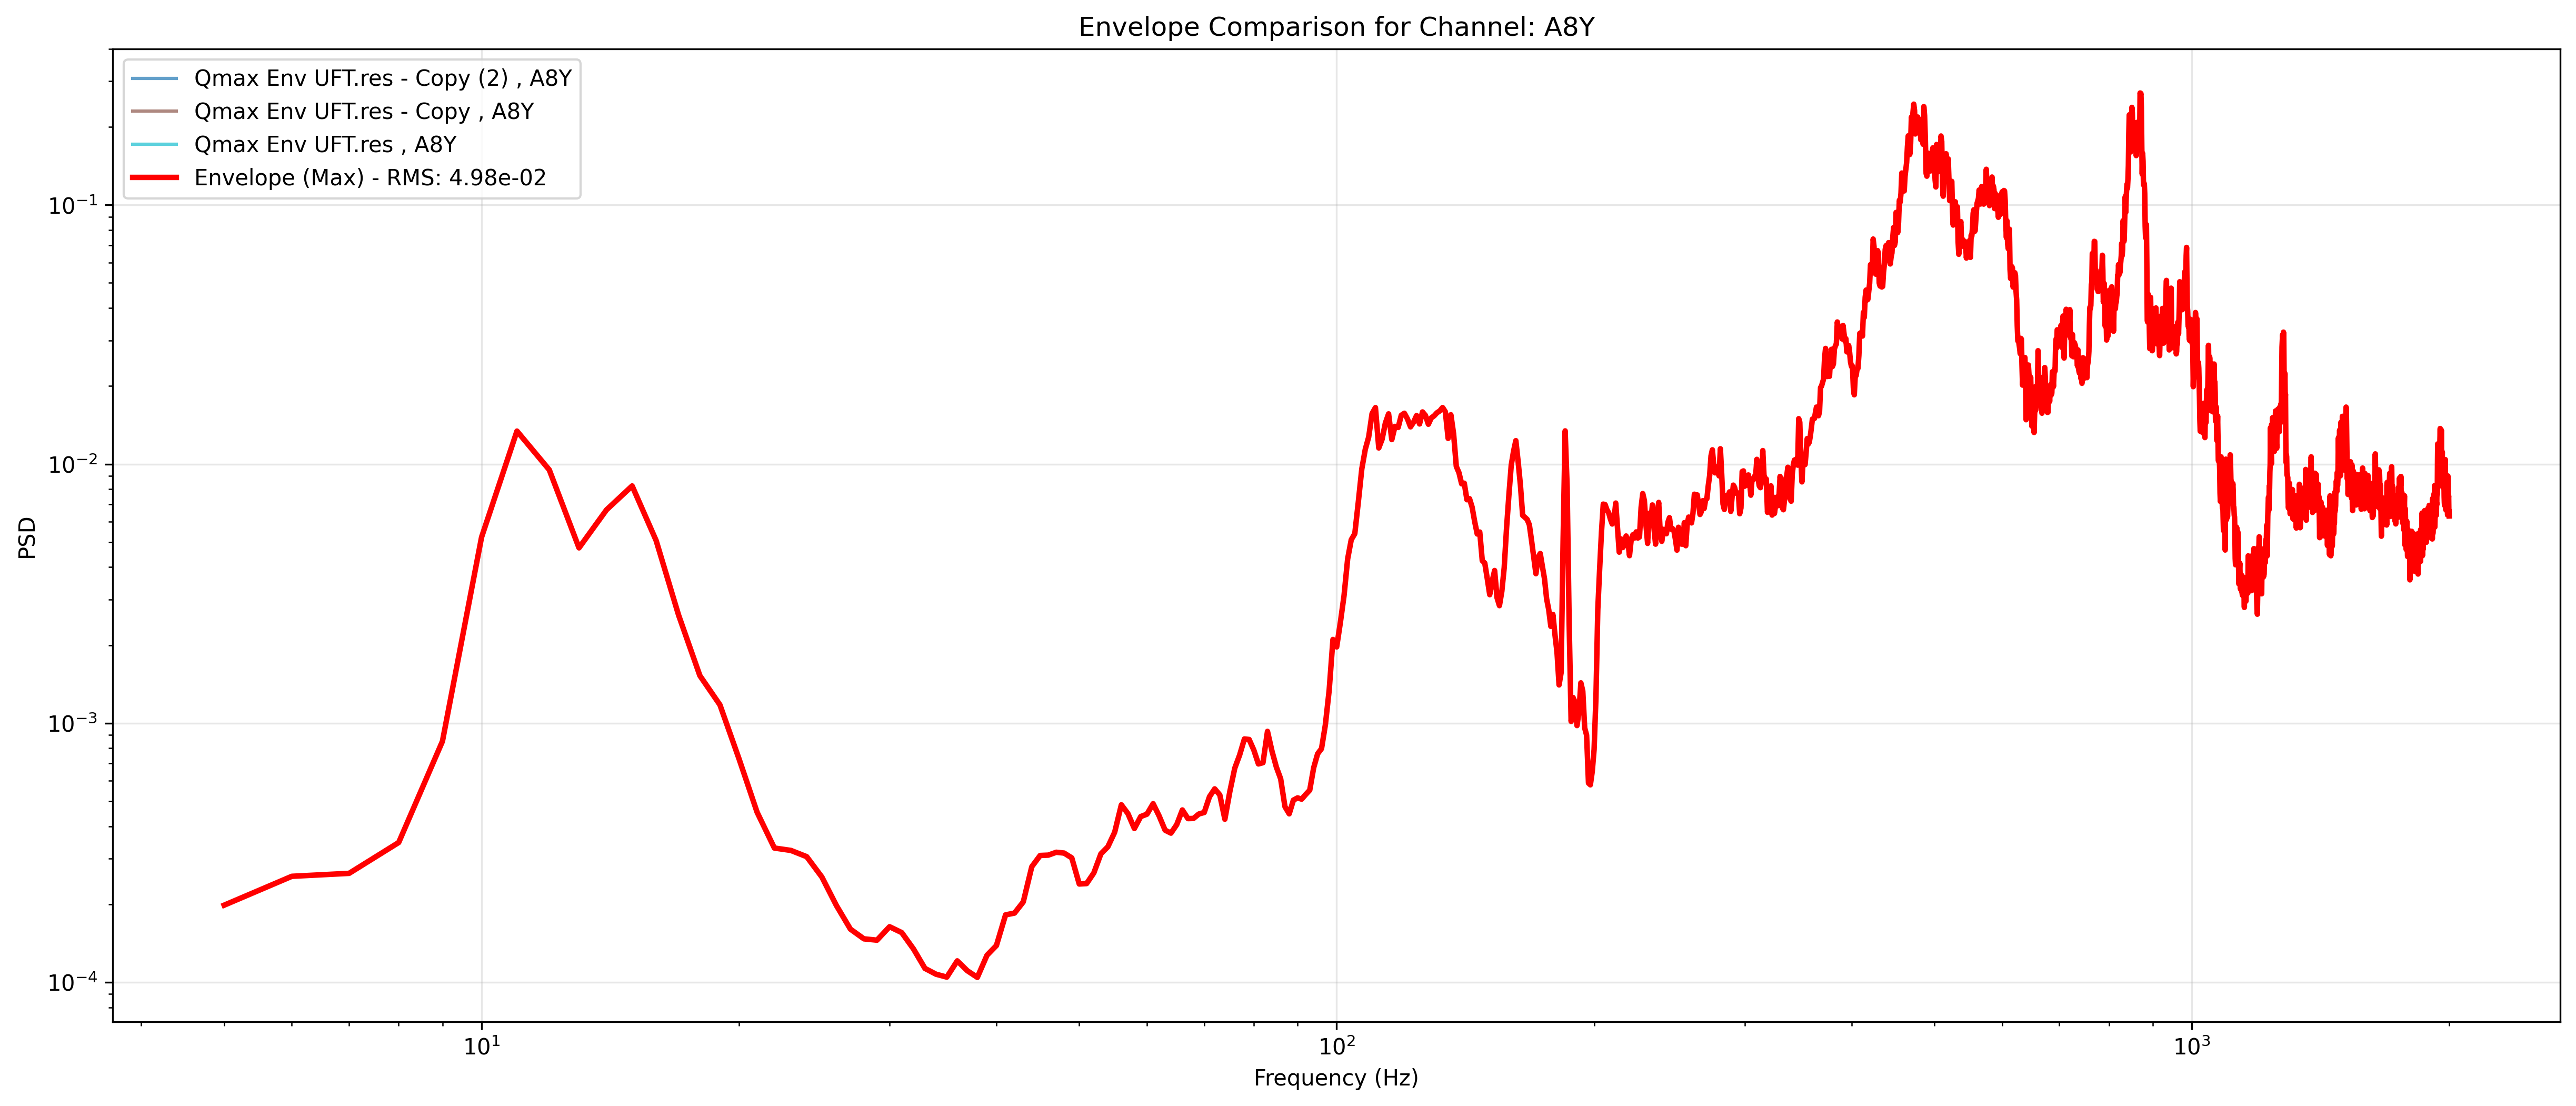 Envelope Comparison for Channel: A8Y
Qmax Env UFT.res - Copy (2) , A8Y
Qmax Env UFT.res - Copy , A8Y
Qmax Env UFT.res , A8Y
Envelope (Max) - RMS: 4.98e-02
PSD
10⁻¹
10⁻²
10⁻³
10⁻⁴
10¹
10²
10³
Frequency (Hz)